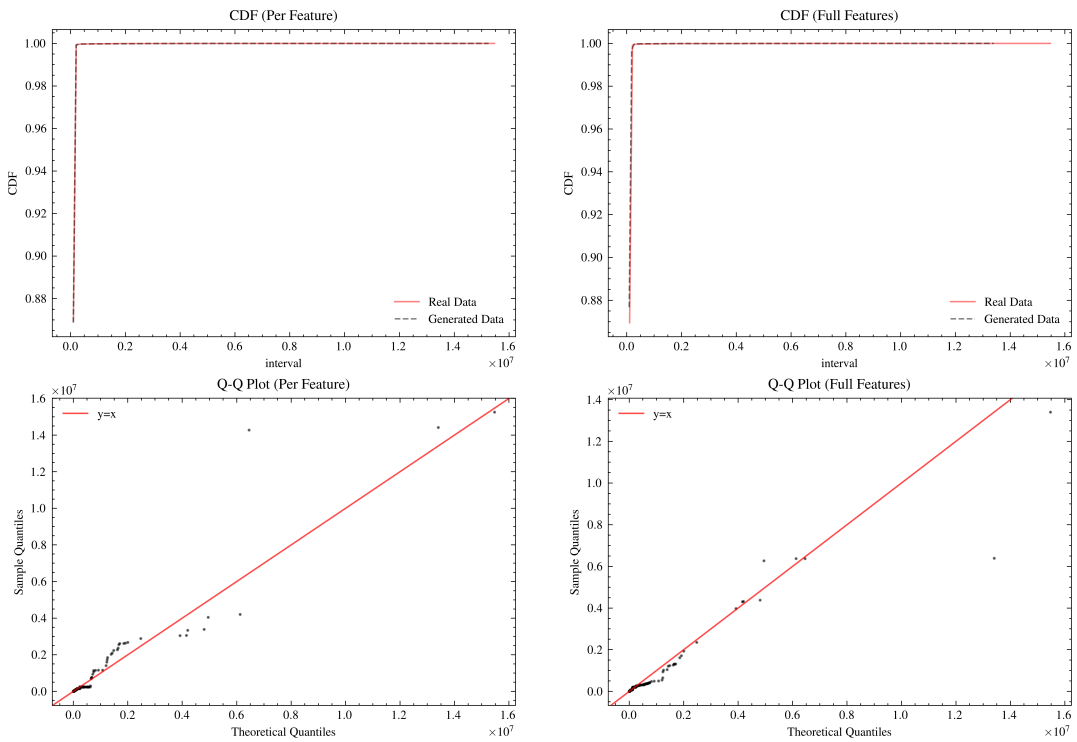 CDF (Per Feature)
1.00
0.98
0.96
0.94
0.92
0.90
0.88
CDF
0.0 0.2 0.4 0.6 0.8 1.0 1.2 1.4 1.6
×10⁷
interval
Real Data
Generated Data
CDF (Full Features)
1.00
0.98
0.96
0.94
0.92
0.90
0.88
CDF
0.0 0.2 0.4 0.6 0.8 1.0 1.2 1.4 1.6
×10⁷
interval
Real Data
Generated Data
Q-Q Plot (Per Feature)
×10⁷
1.6
1.4
1.2
1.0
0.8
0.6
0.4
0.2
0.0
Sample Quantiles
y=x
0.0 0.2 0.4 0.6 0.8 1.0 1.2 1.4 1.6
×10⁷
Theoretical Quantiles
Q-Q Plot (Full Features)
×10⁷
1.4
1.2
1.0
0.8
0.6
0.4
0.2
0.0
Sample Quantiles
y=x
0.0 0.2 0.4 0.6 0.8 1.0 1.2 1.4 1.6
×10⁷
Theoretical Quantiles